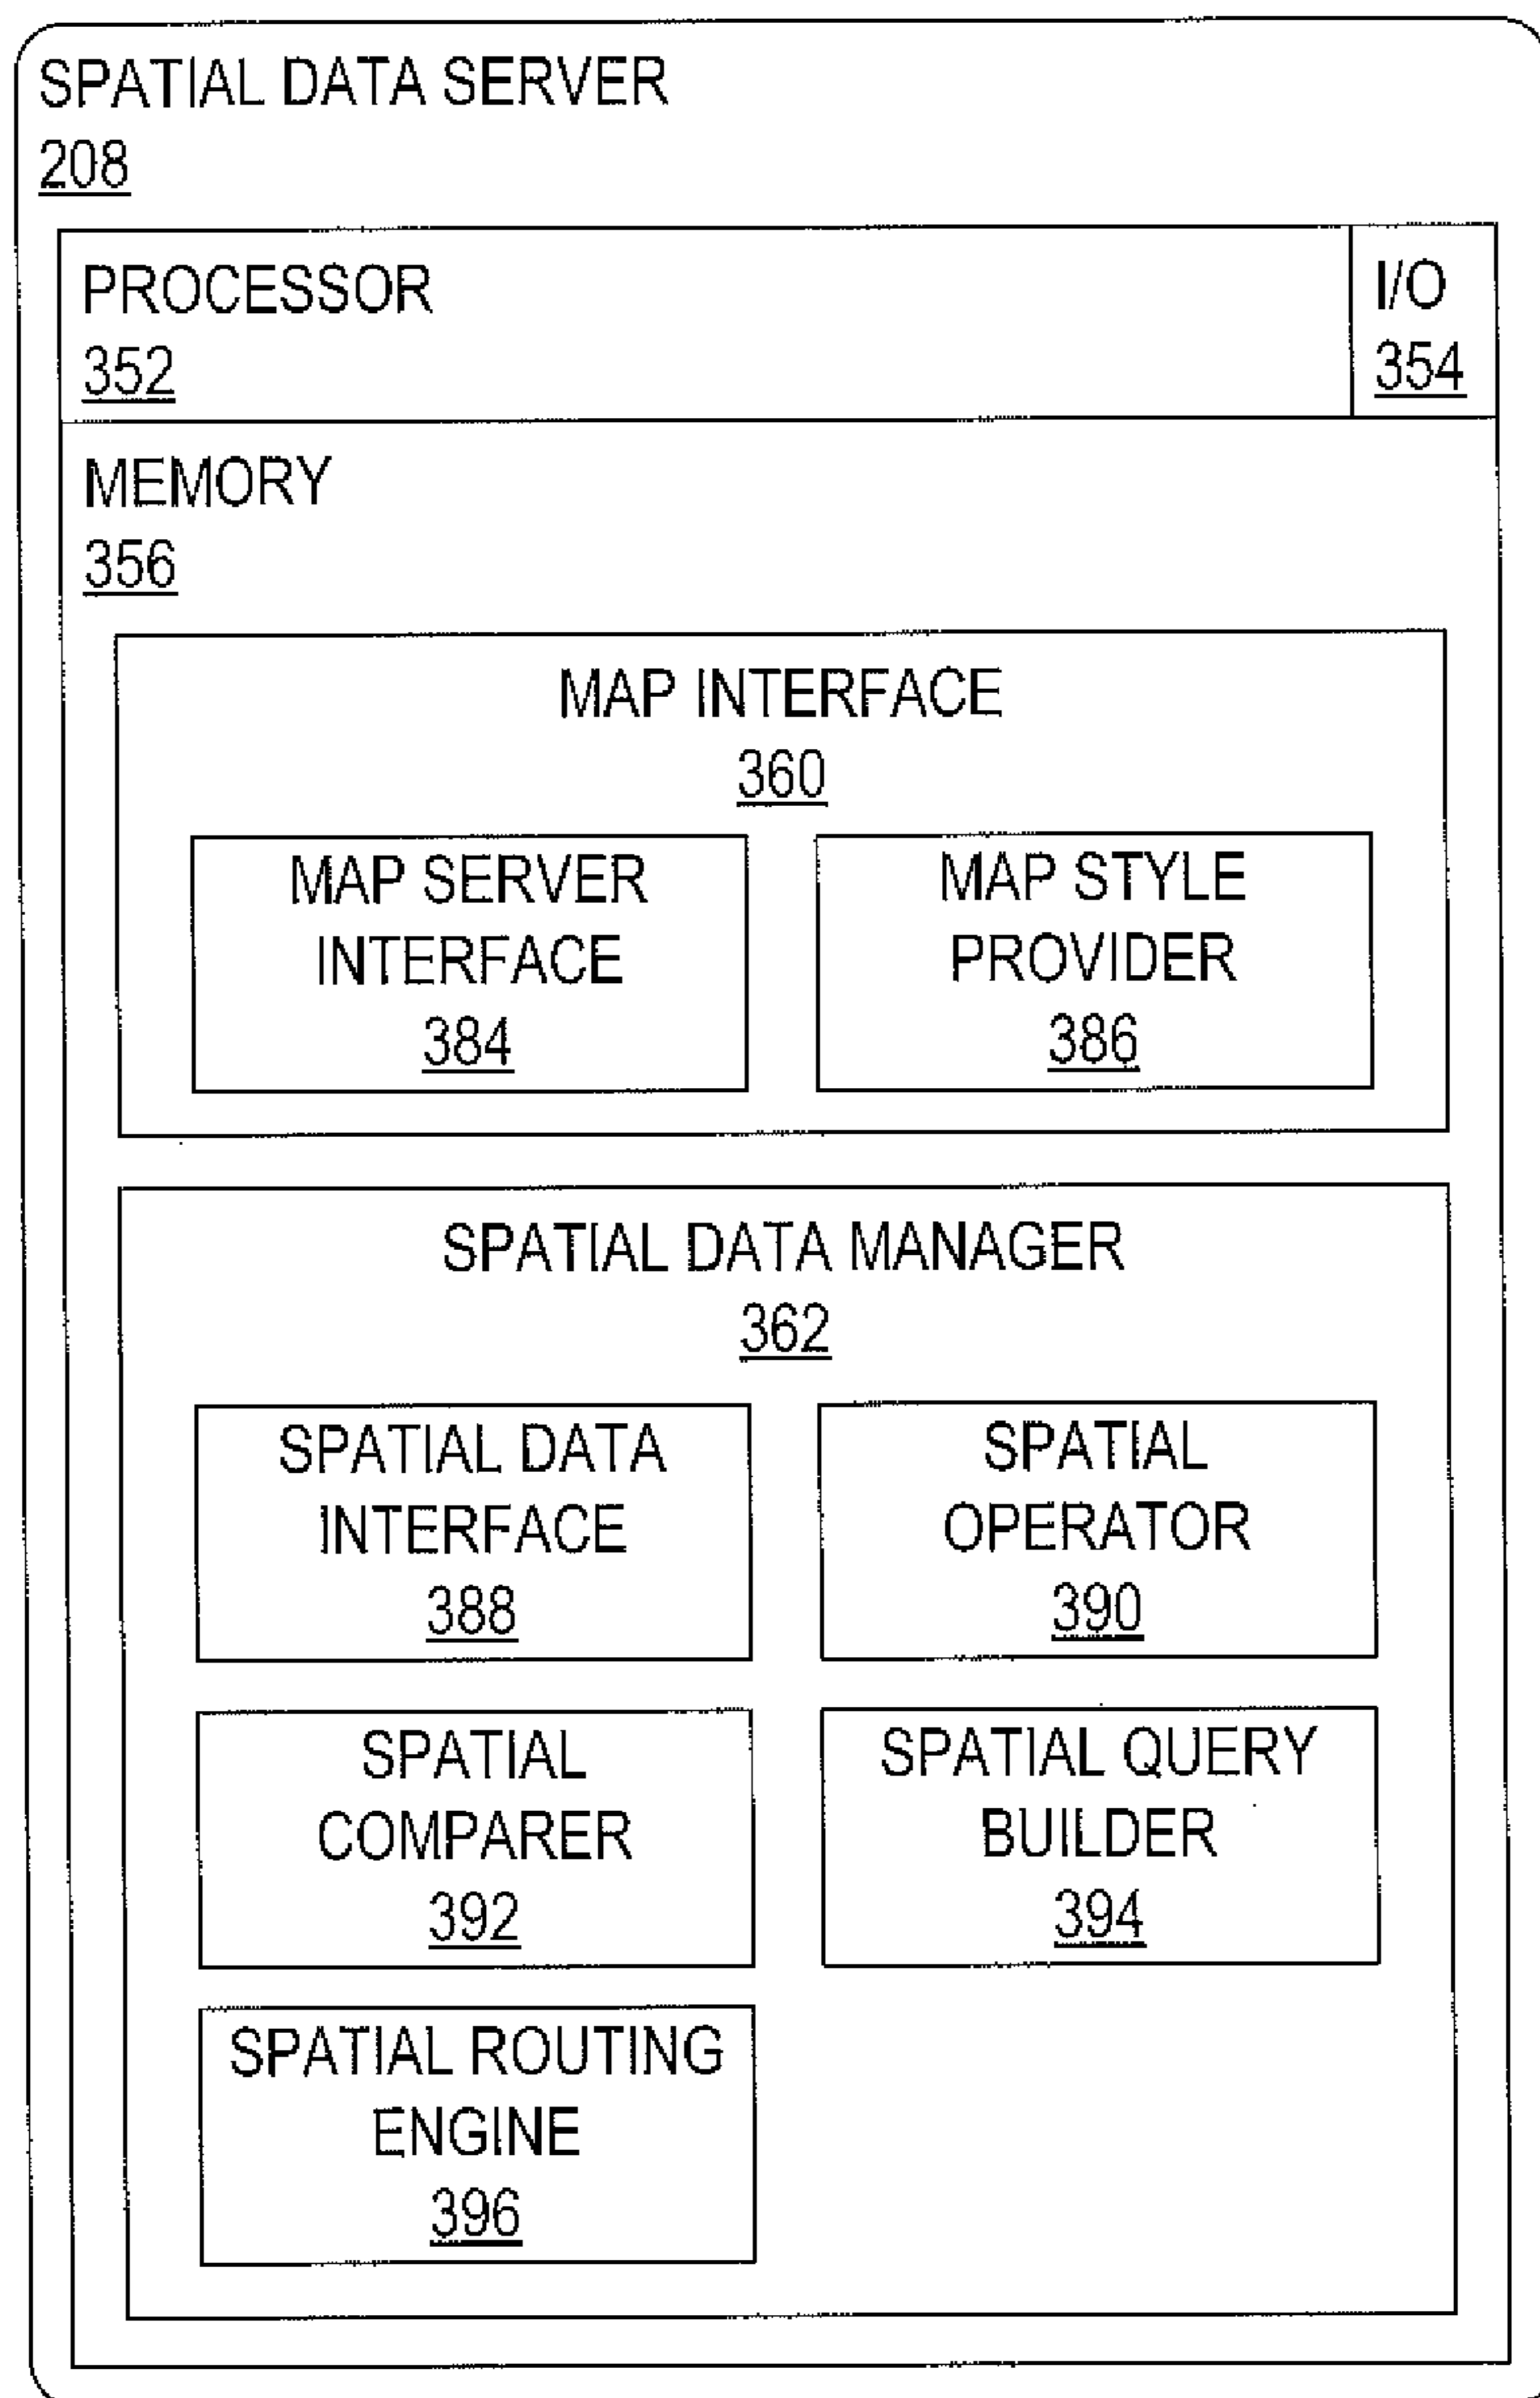 SPATIAL DATA SERVER
208
PROCESSOR
352
I/O
354
MEMORY
356
MAP INTERFACE
360
MAP SERVER
INTERFACE
384
MAP STYLE
PROVIDER
386
SPATIAL DATA MANAGER
362
SPATIAL DATA
INTERFACE
388
SPATIAL
OPERATOR
390
SPATIAL
COMPARER
392
SPATIAL QUERY
BUILDER
394
SPATIAL ROUTING
ENGINE
396